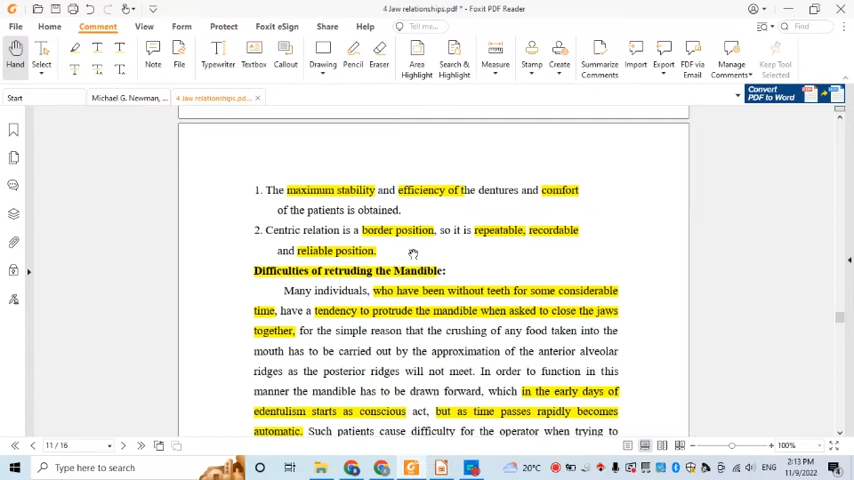 4 Jaw relationships.pdf * - Foxit PDF Reader
File Home Comment View Form Protect Foxit eSign Share Help Tell me... Find
Hand Select Note File Typewriter Textbox Callout Drawing Pencil Eraser Area Highlight Search & Highlight Measure Stamp Create Summarize Comments Import Export FDF via Email Manage Comments Keep Tool Selected
Start Michael G. Newman, ... 4 Jaw relationships.pd... Convert PDF to Word
1. The maximum stability and efficiency of the dentures and comfort
of the patients is obtained.
2. Centric relation is a border position, so it is repeatable, recordable
and reliable position.
Difficulties of retruding the Mandible:
Many individuals, who have been without teeth for some considerable
time, have a tendency to protrude the mandible when asked to close the jaws
together, for the simple reason that the crushing of any food taken into the
mouth has to be carried out by the approximation of the anterior alveolar
ridges as the posterior ridges will not meet. In order to function in this
manner the mandible has to be drawn forward, which in the early days of
edentulism starts as conscious act, but as time passes rapidly becomes
automatic. Such patients cause difficulty for the operator when trying to
11 / 16 100%
Type here to search 20°C ENG 2:13 PM
11/9/2022 4